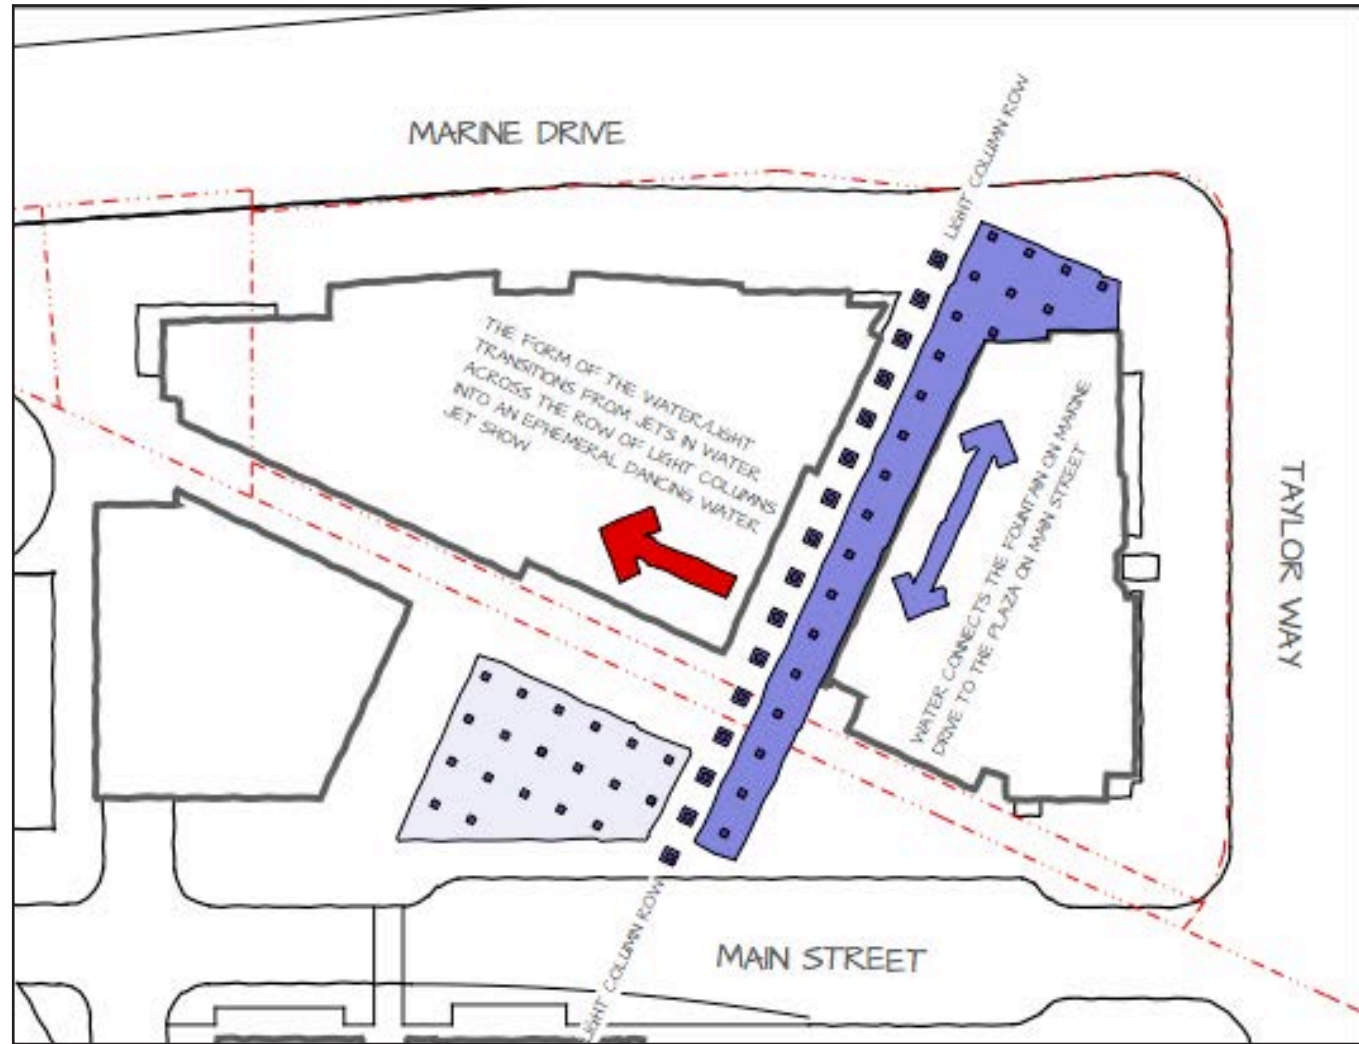 MARINE DRIVE
LIGHT COLUMN ROW
THE FORM OF THE WATER/LIGHT
TRANSITIONS FROM JETS IN WATER
ACROSS THE ROW OF LIGHT COLUMNS
INTO AN EPHEMERAL DANCING WATER
JET SHOW
WATER CONNECTS THE FOUNTAIN ON MARINE
DRIVE TO THE PLAZA ON MAIN STREET
TAYLOR WAY
LIGHT COLUMN ROW
MAIN STREET